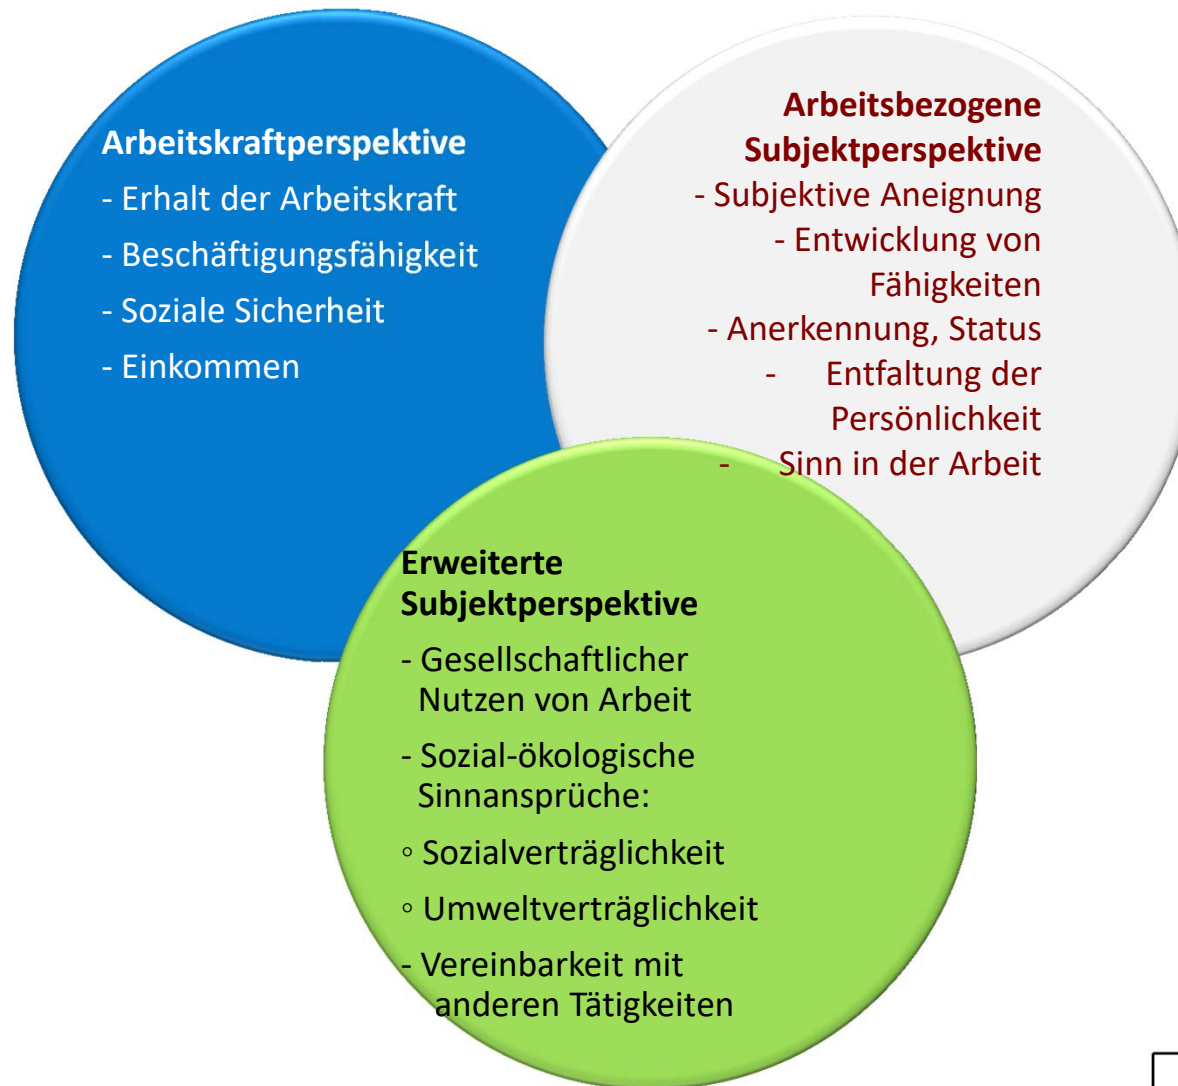 Arbeitskraftperspektive
- Erhalt der Arbeitskraft
- Beschäftigungsfähigkeit
- Soziale Sicherheit
- Einkommen
Arbeitsbezogene
Subjektperspektive
- Subjektive Aneignung
- Entwicklung von
Fähigkeiten
- Anerkennung, Status
- Entfaltung der
Persönlichkeit
- Sinn in der Arbeit
Erweiterte
Subjektperspektive
- Gesellschaftlicher
Nutzen von Arbeit
- Sozial-ökologische
Sinnansprüche:
◦ Sozialverträglichkeit
◦ Umweltverträglichkeit
- Vereinbarkeit mit
anderen Tätigkeiten